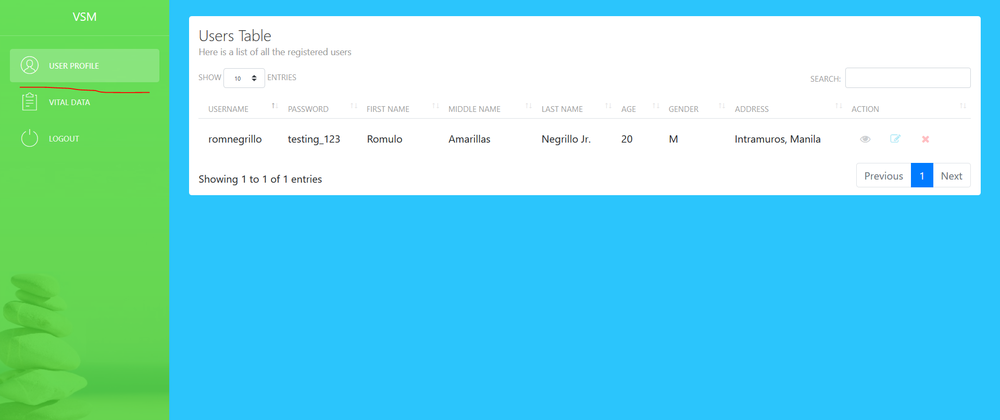 VSM
USER PROFILE
VITAL DATA
LOGOUT
Users Table
Here is a list of all the registered users
SHOW 10 ENTRIES SEARCH:
USERNAME PASSWORD FIRST NAME MIDDLE NAME LAST NAME AGE GENDER ADDRESS ACTION
romnegrillo testing_123 Romulo Amarillas Negrillo Jr. 20 M Intramuros, Manila
Showing 1 to 1 of 1 entries Previous 1 Next